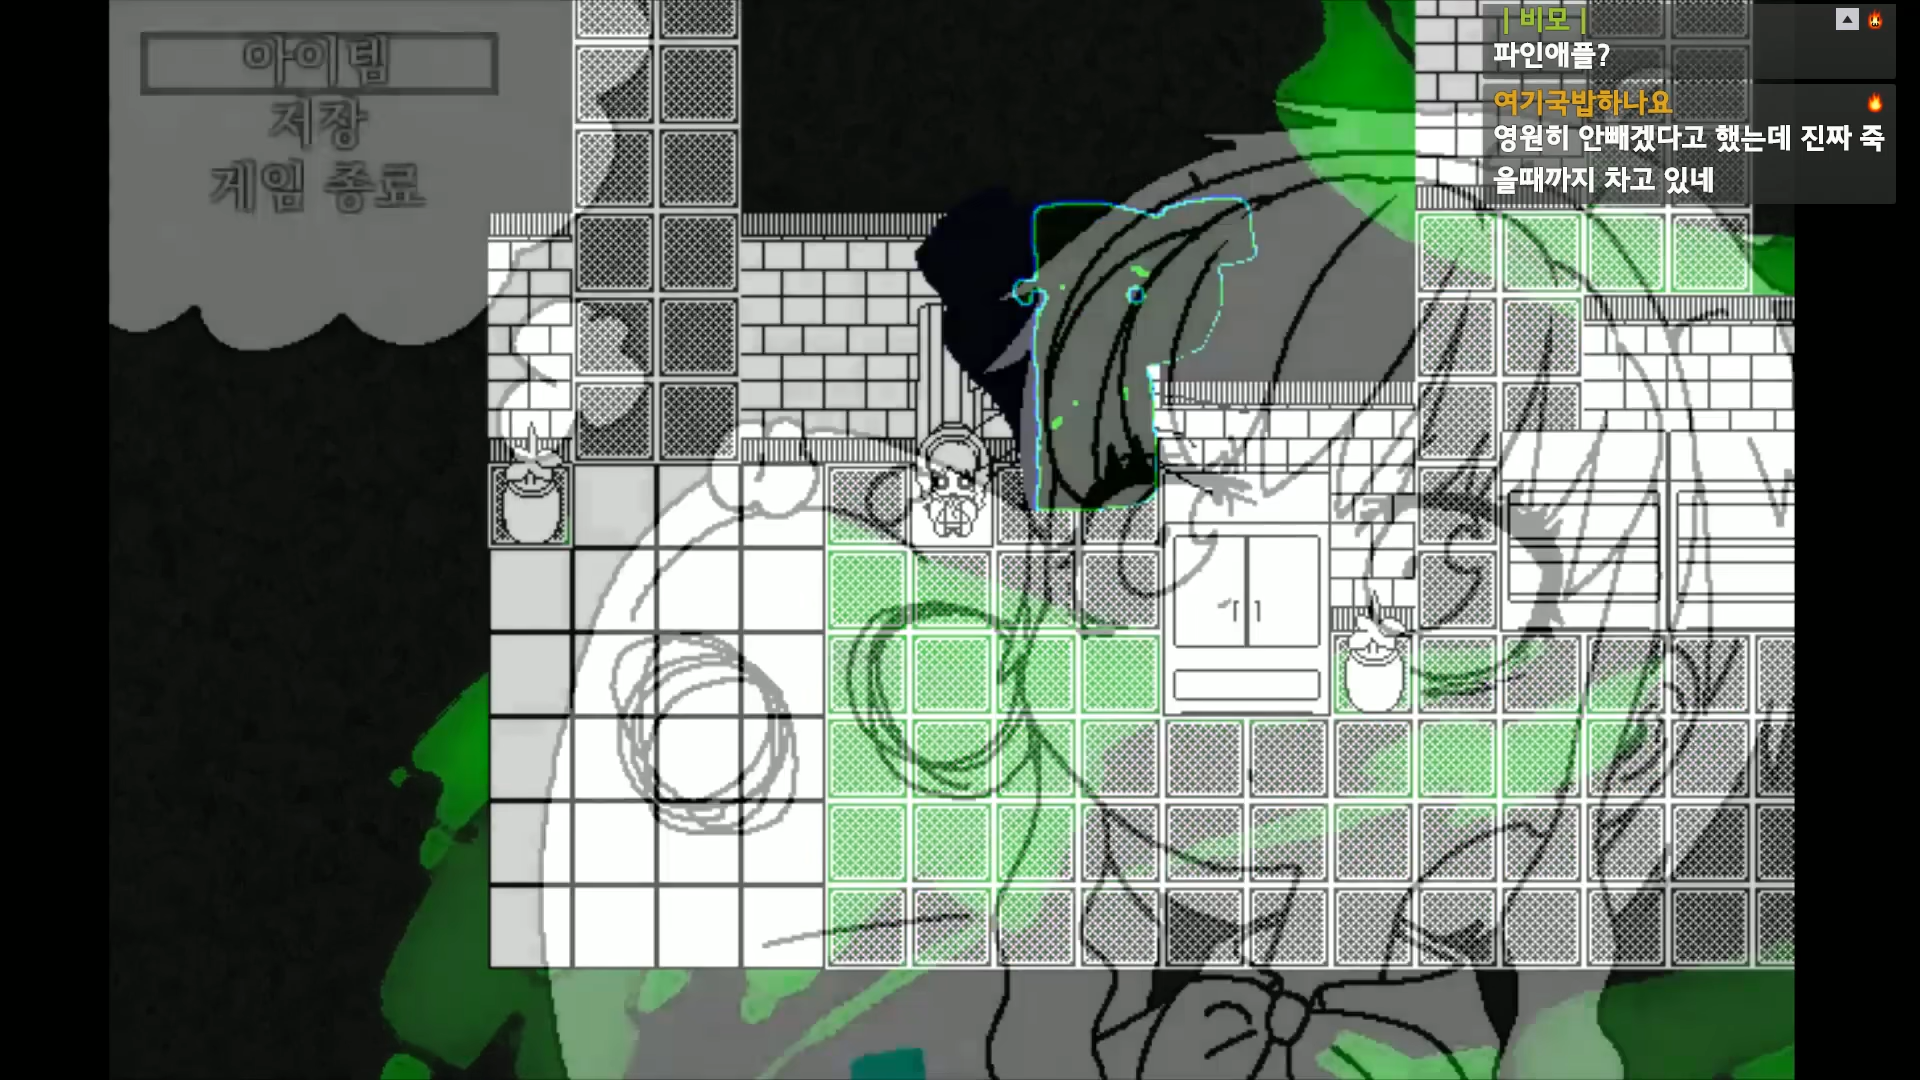 아이템
저장
게임 종료
| 비모 |
파인애플?
여기국밥하나요
영원히 안빼겠다고 했는데 진짜 죽
을때까지 차고 있네